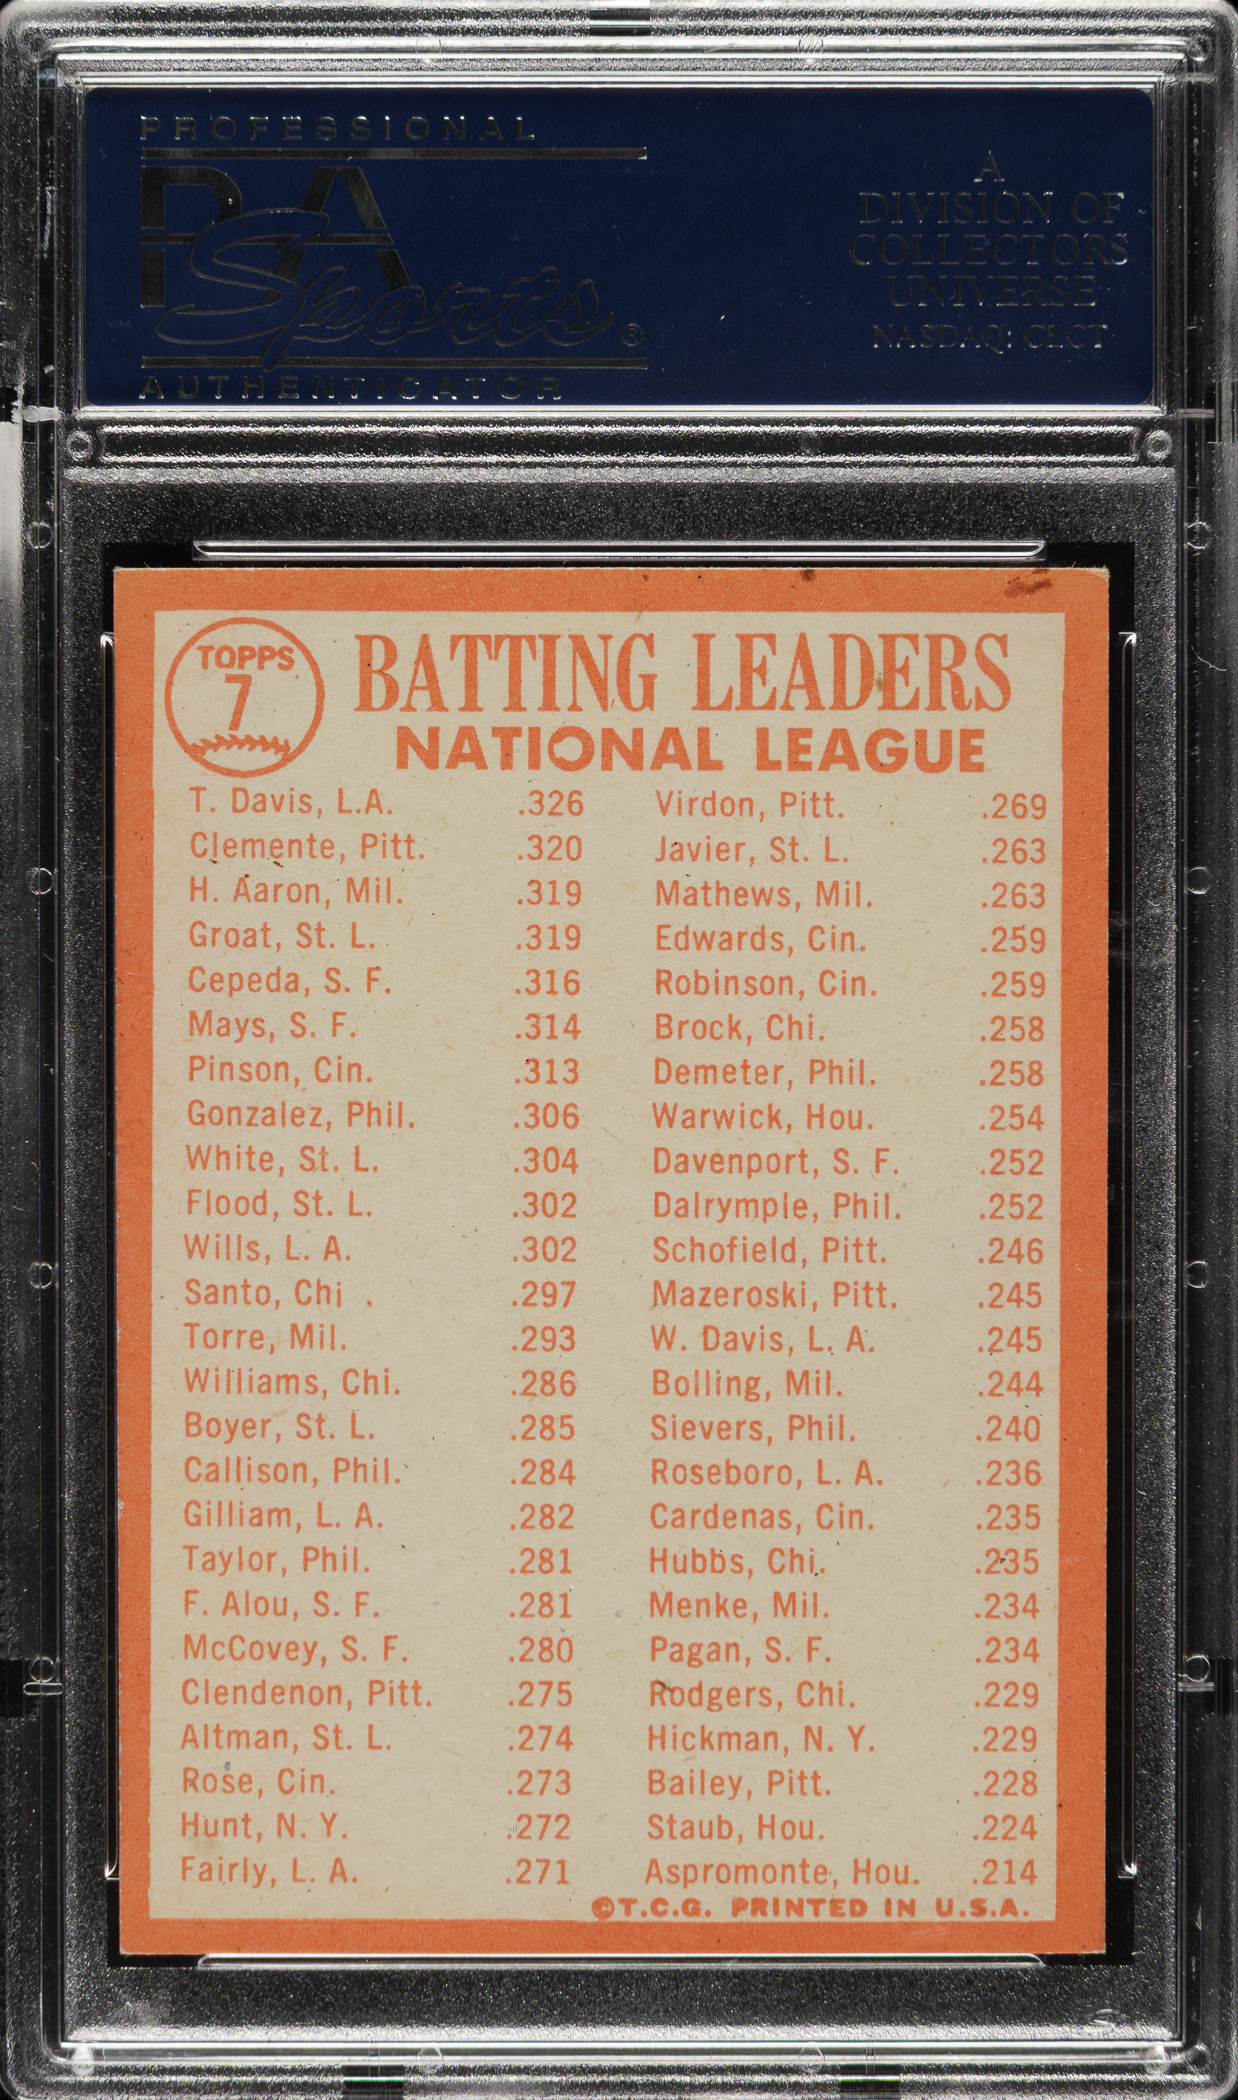 PROFESSIONAL
PSA
Sports®
AUTHENTICATOR
A
DIVISION OF
COLLECTORS
UNIVERSE
NASDAQ: CLCT
TOPPS
7
BATTING LEADERS
NATIONAL LEAGUE
T. Davis, L.A. .326
Clemente, Pitt. .320
H. Aaron, Mil. .319
Groat, St. L. .319
Cepeda, S. F. .316
Mays, S. F. .314
Pinson, Cin. .313
Gonzalez, Phil. .306
White, St. L. .304
Flood, St. L. .302
Wills, L. A. .302
Santo, Chi . .297
Torre, Mil. .293
Williams, Chi. .286
Boyer, St. L. .285
Callison, Phil. .284
Gilliam, L. A. .282
Taylor, Phil. .281
F. Alou, S. F. .281
McCovey, S. F. .280
Clendenon, Pitt. .275
Altman, St. L. .274
Rose, Cin. .273
Hunt, N. Y. .272
Fairly, L. A. .271
Virdon, Pitt. .269
Javier, St. L. .263
Mathews, Mil. .263
Edwards, Cin. .259
Robinson, Cin. .259
Brock, Chi. .258
Demeter, Phil. .258
Warwick, Hou. .254
Davenport, S. F. .252
Dalrymple, Phil. .252
Schofield, Pitt. .246
Mazeroski, Pitt. .245
W. Davis, L. A. .245
Bolling, Mil. .244
Sievers, Phil. .240
Roseboro, L. A. .236
Cardenas, Cin. .235
Hubbs, Chi. .235
Menke, Mil. .234
Pagan, S. F. .234
Rodgers, Chi. .229
Hickman, N. Y. .229
Bailey, Pitt. .228
Staub, Hou. .224
Aspromonte, Hou. .214
©T.C.G. PRINTED IN U.S.A.